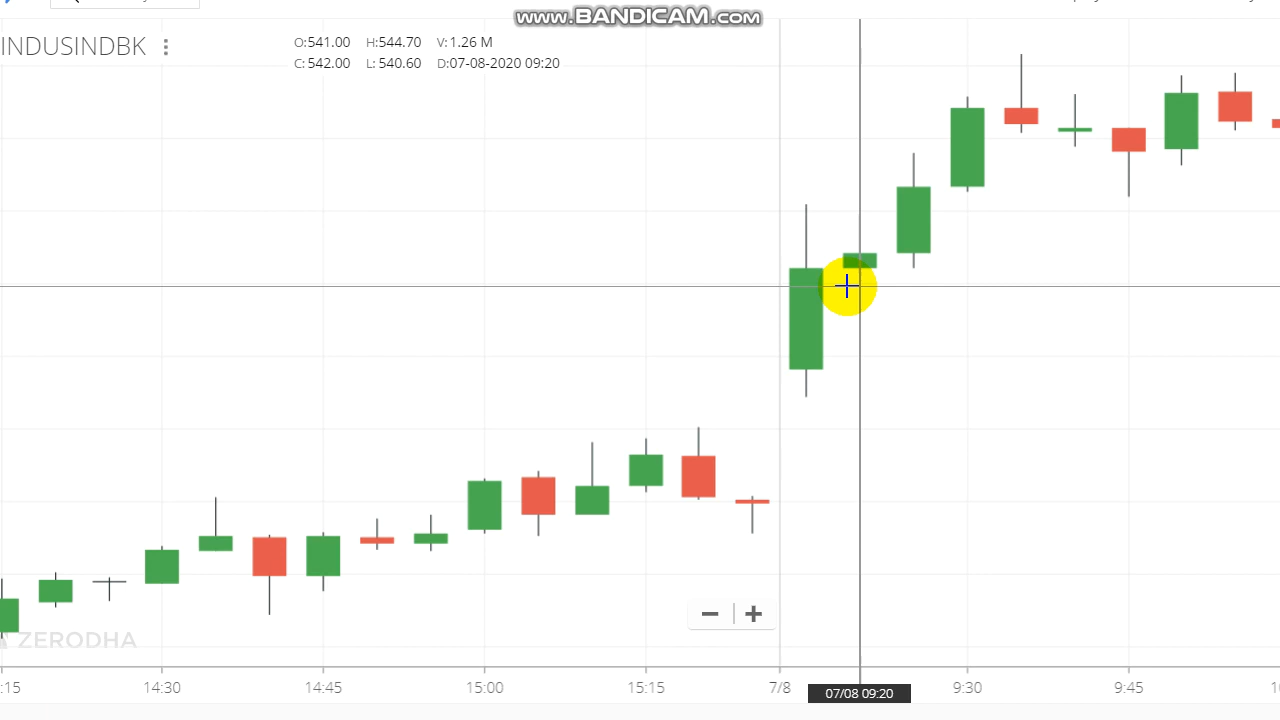 www.BANDICAM.com
INDUSINDBK
O:541.00 H:544.70 V:1.26 M
C: 542.00 L: 540.60 D:07-08-2020 09:20
ZERODHA
:15 14:30 14:45 15:00 15:15 7/8 07/08 09:20 9:30 9:45